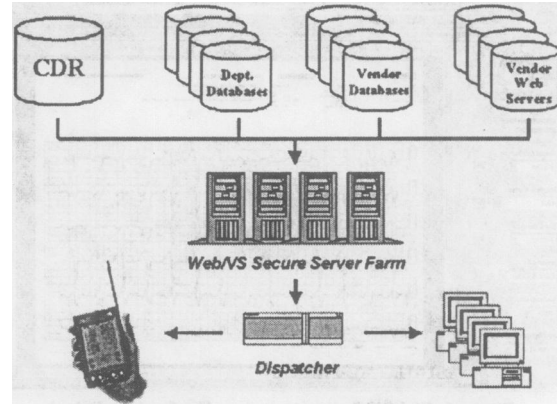 CDR
Dept.
Databases
Vendor
Databases
Vendor
Web
Servers
Web/VS Secure Server Farm
Dispatcher